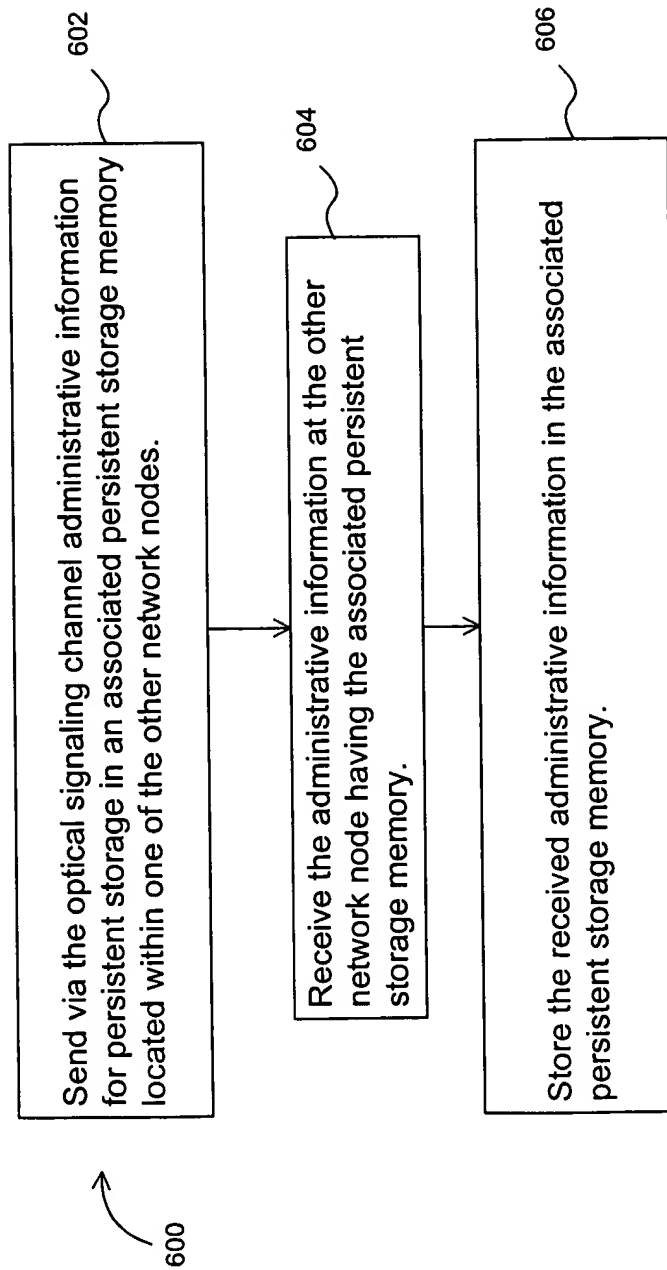 600
602
Send via the optical signaling channel administrative information
for persistent storage in an associated persistent storage memory
located within one of the other network nodes.
604
Receive the administrative information at the other
network node having the associated persistent
storage memory.
606
Store the received administrative information in the associated
persistent storage memory.